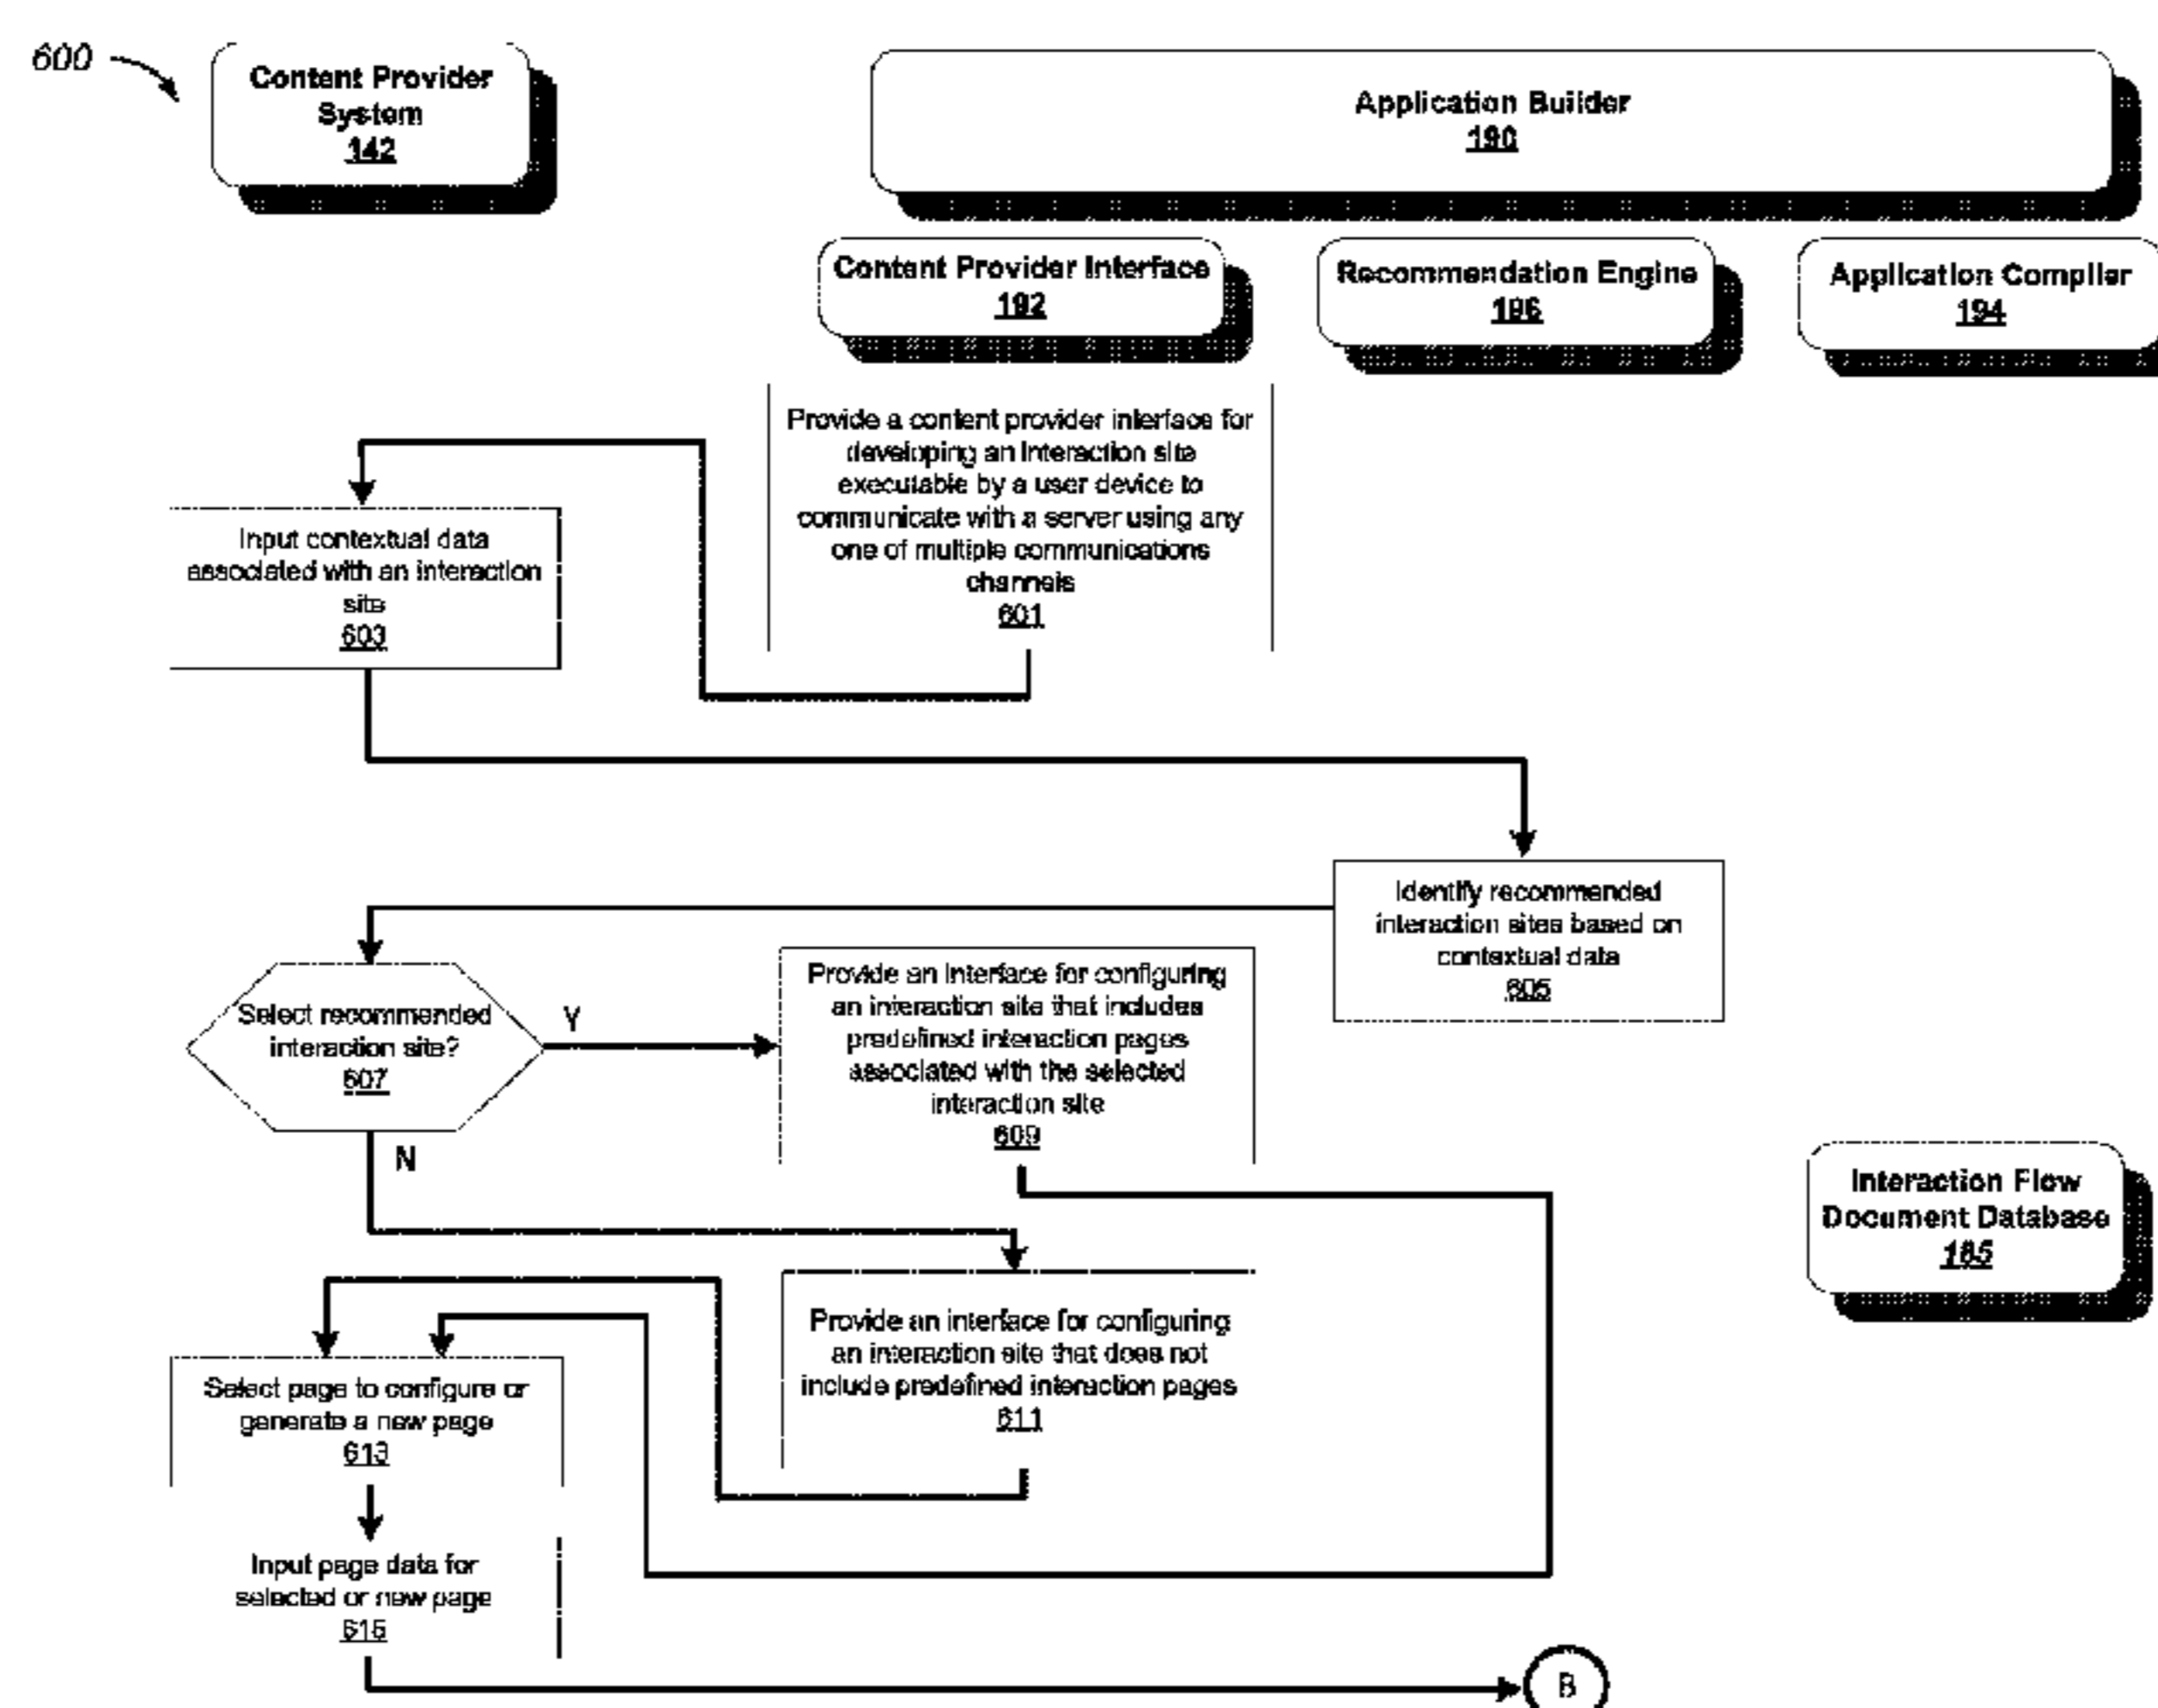 600
Content Provider
System
142
Application Builder
190
Content Provider Interface
192
Recommendation Engine
196
Application Compiler
194
Provide a content provider interface for
developing an interaction site
executable by a user device to
communicate with a server using any
one of multiple communications
channels
601
Input contextual data
associated with an interaction
site
603
Identify recommended
interaction sites based on
contextual data
605
Select recommended
interaction site?
607
Y
N
Provide an interface for configuring
an interaction site that includes
predefined interaction pages
associated with the selected
interaction site
609
Interaction Flow
Document Database
185
Provide an interface for configuring
an interaction site that does not
include predefined interaction pages
611
Select page to configure or
generate a new page
613
Input page data for
selected or new page
615
B